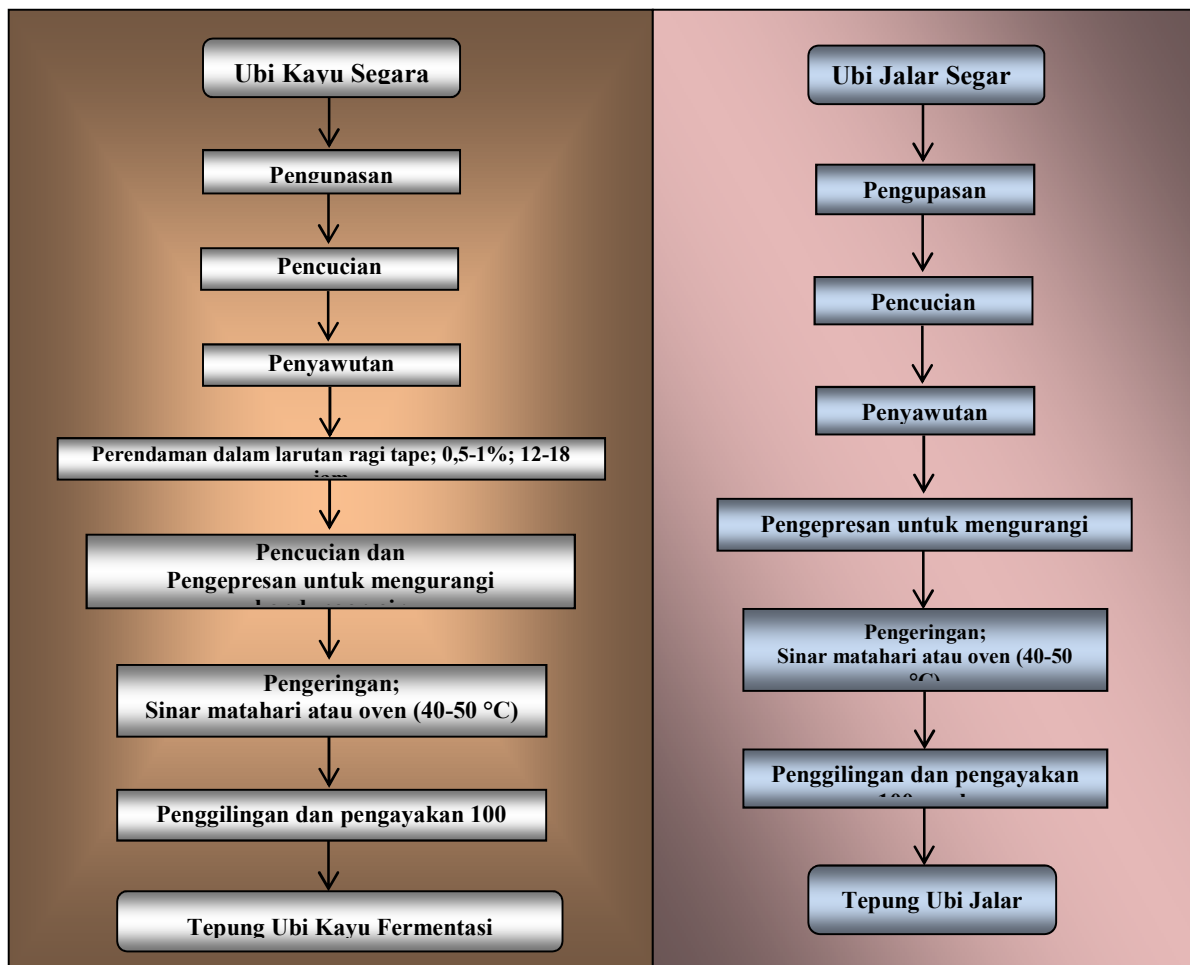 Ubi Kayu Segara
Pengupasan
Pencucian
Penyawutan
Perendaman dalam larutan ragi tape; 0,5-1%; 12-18
jam
Pencucian dan
Pengepresan untuk mengurangi
Pengeringan;
Sinar matahari atau oven (40-50 °C)
Penggilingan dan pengayakan 100
Tepung Ubi Kayu Fermentasi
Ubi Jalar Segar
Pengupasan
Pencucian
Penyawutan
Pengepresan untuk mengurangi
Pengeringan;
Sinar matahari atau oven (40-50
°C)
Penggilingan dan pengayakan
100
Tepung Ubi Jalar